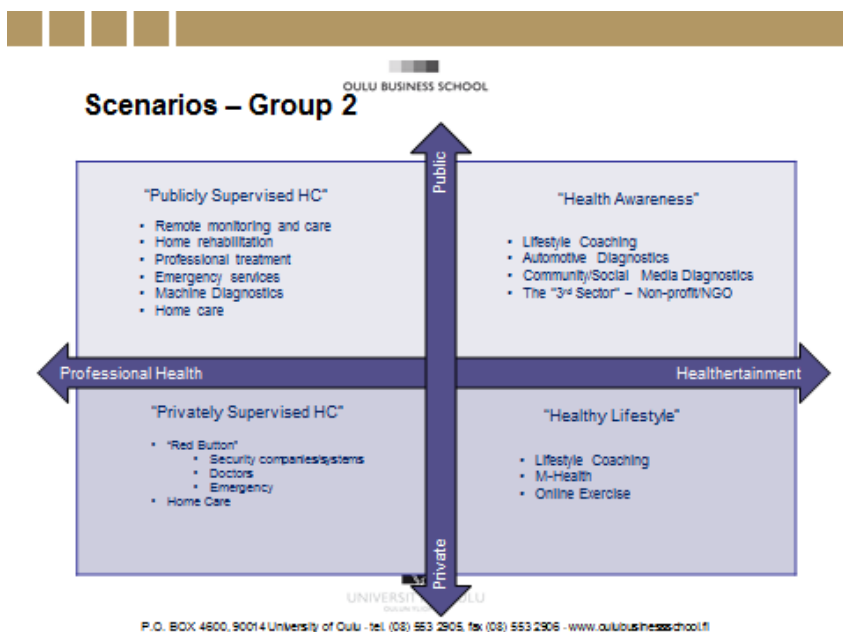 OULU BUSINESS SCHOOL
Scenarios – Group 2
Public
"Publicly Supervised HC"
▪ Remote monitoring and care
▪ Home rehabilitation
▪ Professional treatment
▪ Emergency services
▪ Machine Diagnostics
▪ Home care
"Health Awareness"
▪ Lifestyle Coaching
▪ Automotive Diagnostics
▪ Community/Social Media Diagnostics
▪ The "3rd Sector" – Non-profit/NGO
Professional Health
Healthertainment
"Privately Supervised HC"
▪ "Red Button"
▪ Security companies/systems
▪ Doctors
▪ Emergency
▪ Home Care
"Healthy Lifestyle"
▪ Lifestyle Coaching
▪ M-Health
▪ Online Exercise
Private
P.O. BOX 4600, 90014 University of Oulu - tel. (08) 553 2905, fax (08) 553 2906 - www.oulubusinessschool.fi